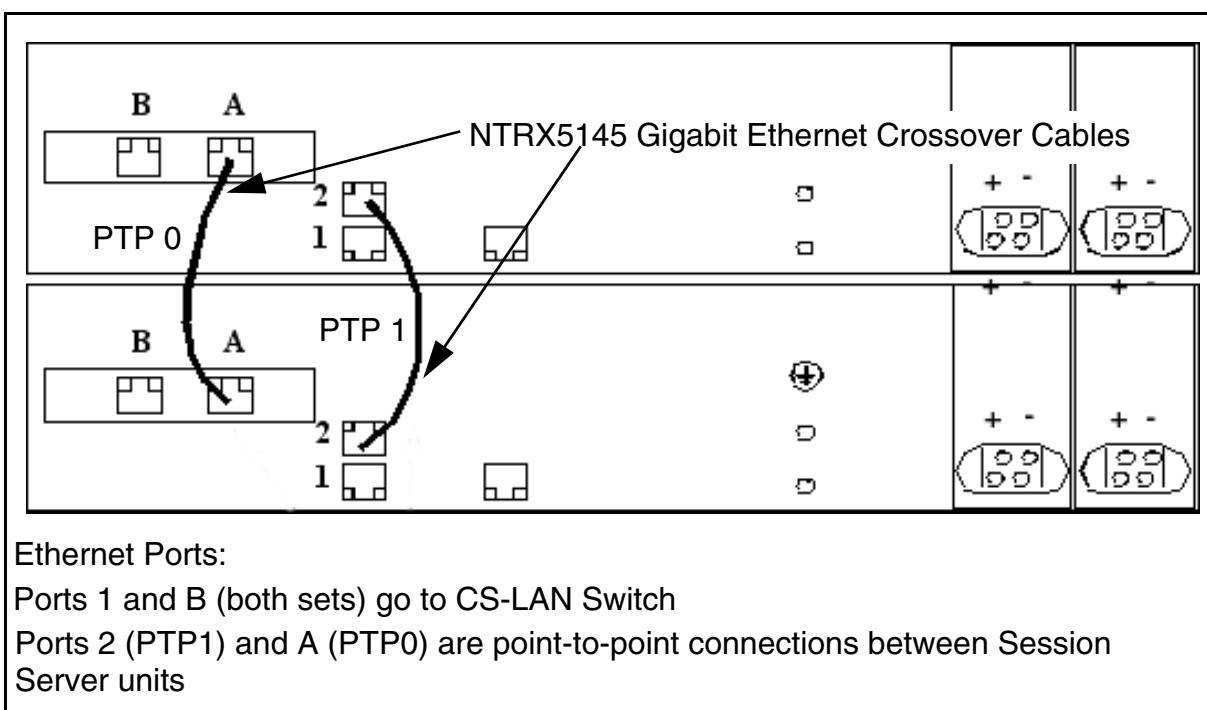 B A
NTRX5145 Gigabit Ethernet Crossover Cables
+ - + -
2
PTP 0
1
+ - + -
PTP 1
B A
+ - + -
2
1
Ethernet Ports:
Ports 1 and B (both sets) go to CS-LAN Switch
Ports 2 (PTP1) and A (PTP0) are point-to-point connections between Session
Server units